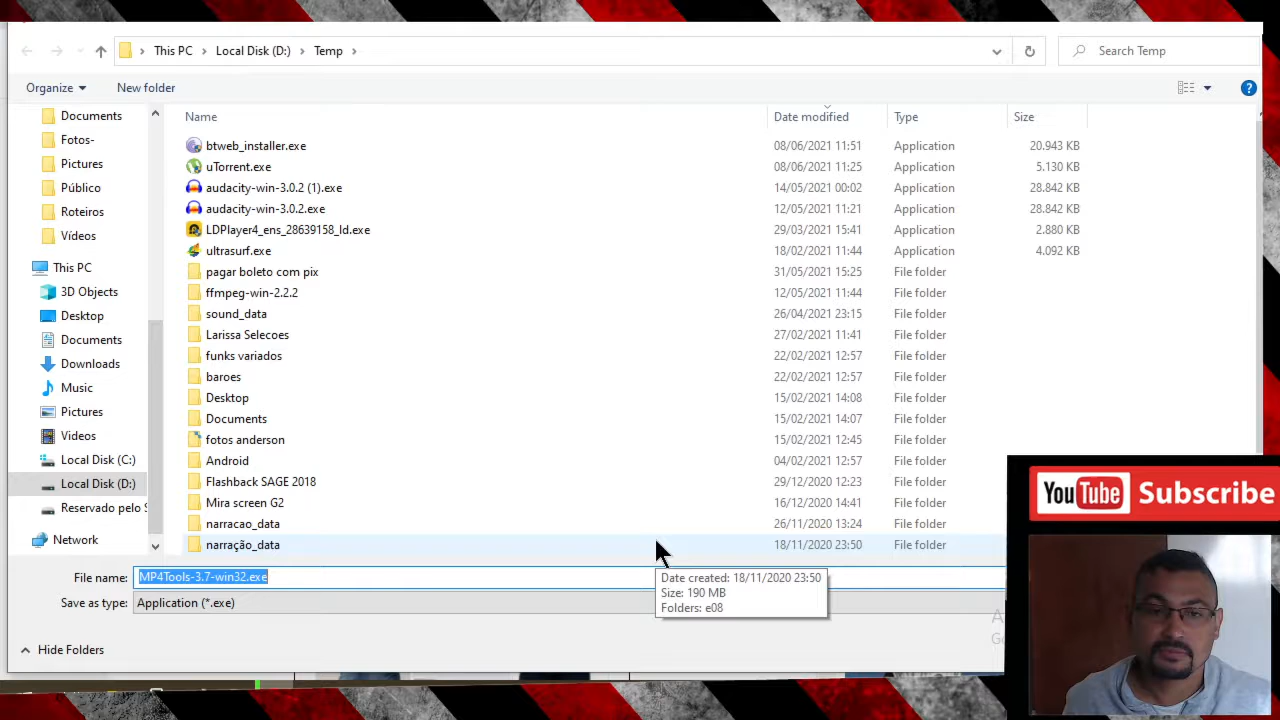 This PC > Local Disk (D:) > Temp >
Search Temp
Organize
New folder
Documents
Fotos-
Pictures
Público
Roteiros
Vídeos
This PC
3D Objects
Desktop
Documents
Downloads
Music
Pictures
Videos
Local Disk (C:)
Local Disk (D:)
Reservado pelo S
Network
Name Date modified Type Size
btweb_installer.exe 08/06/2021 11:51 Application 20.943 KB
uTorrent.exe 08/06/2021 11:25 Application 5.130 KB
audacity-win-3.0.2 (1).exe 14/05/2021 00:02 Application 28.842 KB
audacity-win-3.0.2.exe 12/05/2021 11:21 Application 28.842 KB
LDPlayer4_ens_28639158_ld.exe 29/03/2021 15:41 Application 2.880 KB
ultrasurf.exe 18/02/2021 11:44 Application 4.092 KB
pagar boleto com pix 31/05/2021 15:25 File folder
ffmpeg-win-2.2.2 12/05/2021 11:44 File folder
sound_data 26/04/2021 23:15 File folder
Larissa Selecoes 27/02/2021 11:41 File folder
funks variados 22/02/2021 12:57 File folder
baroes 22/02/2021 12:57 File folder
Desktop 15/02/2021 14:08 File folder
Documents 15/02/2021 14:07 File folder
fotos anderson 15/02/2021 12:45 File folder
Android 04/02/2021 12:57 File folder
Flashback SAGE 2018 29/12/2020 12:23 File folder
Mira screen G2 16/12/2020 14:41 File folder
narracao_data 26/11/2020 13:24 File folder
narração_data 18/11/2020 23:50 File folder
File name: MP4Tools-3.7-win32.exe
Save as type: Application (*.exe)
Date created: 18/11/2020 23:50
Size: 190 MB
Folders: e08
Hide Folders
YouTube Subscribe